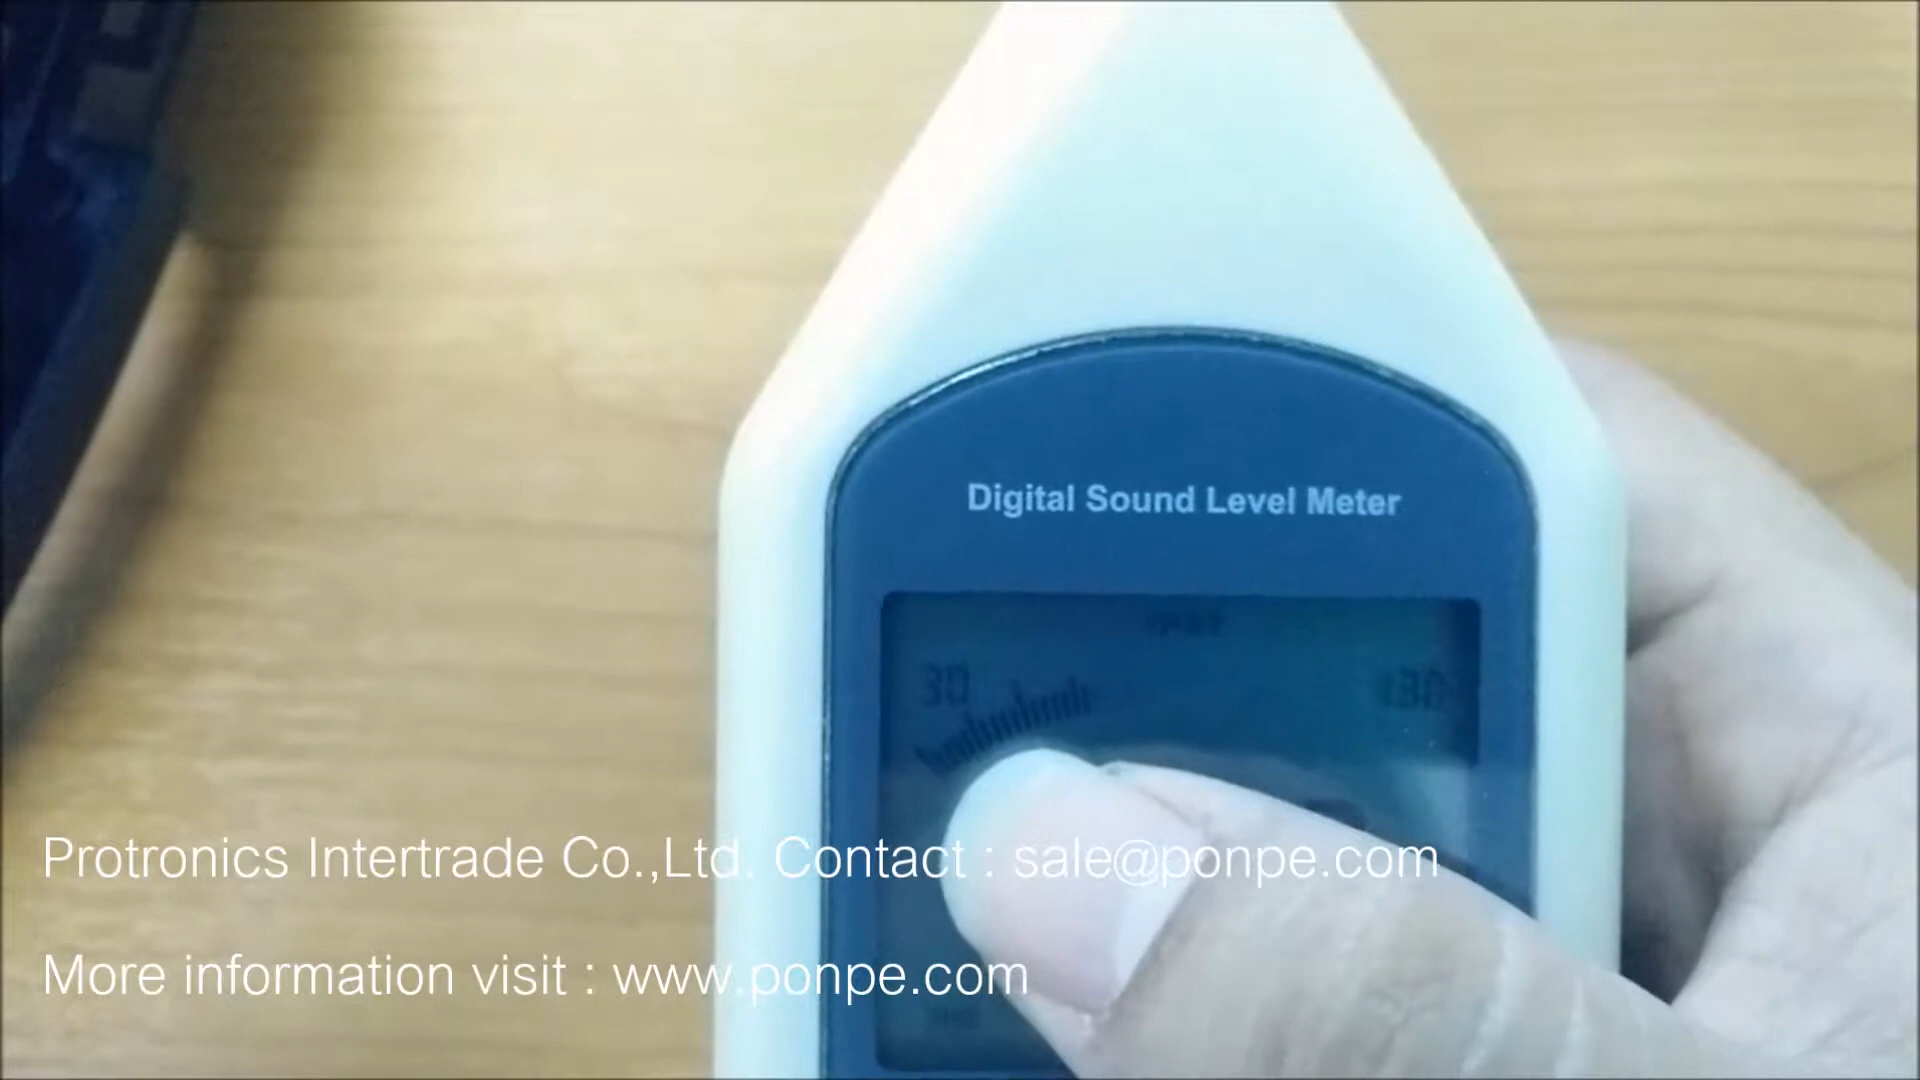 Digital Sound Level Meter
30
Protronics Intertrade Co.,Ltd. Contact : sale@ponpe.com
More information visit : www.ponpe.com